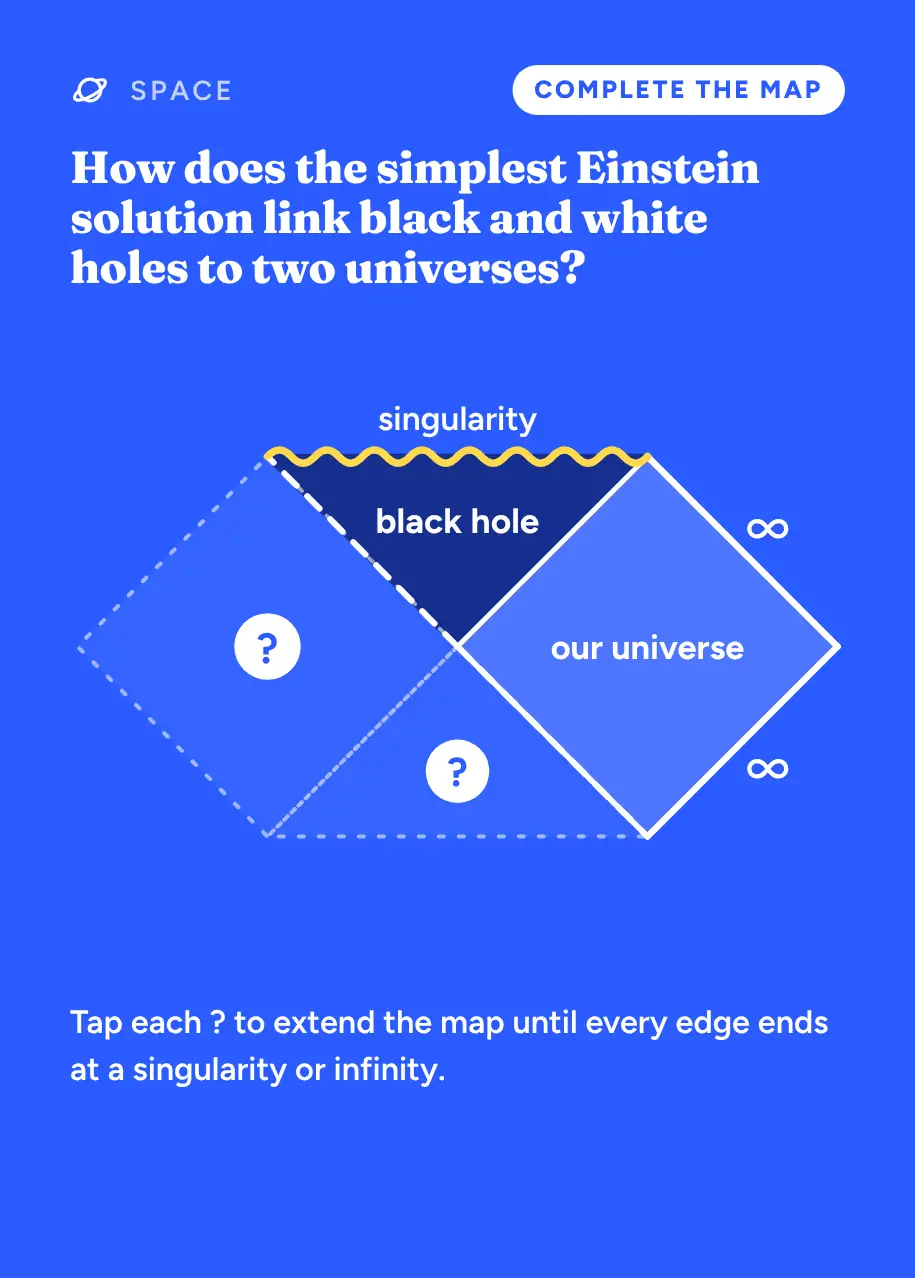 SPACE
COMPLETE THE MAP
How does the simplest Einstein
solution link black and white
holes to two universes?
singularity
black hole
∞
?
our universe
?
∞
Tap each ? to extend the map until every edge ends
at a singularity or infinity.